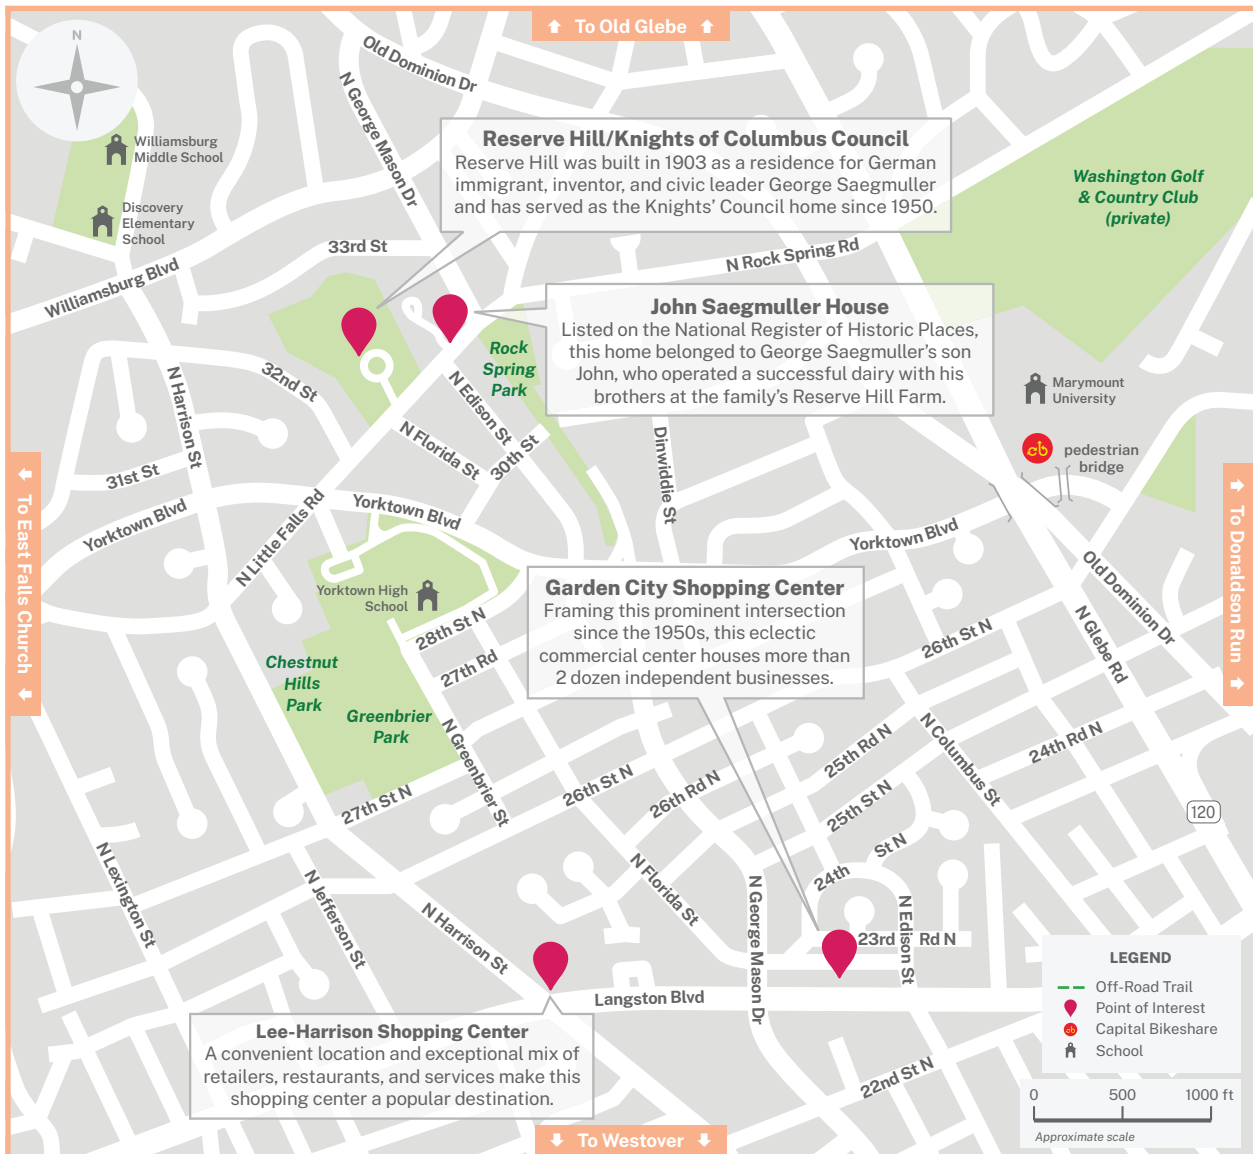 To Old Glebe
N
Old Dominion Dr
N George Mason Dr
Williamsburg
Middle School
Discovery
Elementary
School
Reserve Hill/Knights of Columbus Council
Reserve Hill was built in 1903 as a residence for German
immigrant, inventor, and civic leader George Saegmuller
and has served as the Knights' Council home since 1950.
Washington Golf
& Country Club
(private)
33rd St
N Rock Spring Rd
Williamsburg Blvd
John Saegmuller House
Listed on the National Register of Historic Places,
this home belonged to George Saegmuller's son
John, who operated a successful dairy with his
brothers at the family's Reserve Hill Farm.
Rock
Spring
Park
32nd St
N Harrison St
N Edison St
Marymount
University
N Florida St
30th St
Dinwiddie St
pedestrian
bridge
31st St
To East Falls Church
To Donaldson Run
Yorktown Blvd
Yorktown Blvd
N Little Falls Rd
Yorktown Blvd
Old Dominion Dr
Yorktown High
School
Garden City Shopping Center
Framing this prominent intersection
since the 1950s, this eclectic
commercial center houses more than
2 dozen independent businesses.
28th St N
27th Rd
26th St N
N Glebe Rd
Chestnut
Hills
Park
Greenbrier
Park
N Greenbrier St
27th St N
26th St N
26th Rd N
25th Rd N
N Columbus St
24th Rd N
25th St N
120
N Lexington St
N Jefferson St
N Harrison St
N Florida St
N George Mason Dr
24th St N
N Edison St
23rd Rd N
Langston Blvd
Lee-Harrison Shopping Center
A convenient location and exceptional mix of
retailers, restaurants, and services make this
shopping center a popular destination.
22nd St N
LEGEND
Off-Road Trail
Point of Interest
cb Capital Bikeshare
School
0 500 1000 ft
Approximate scale
To Westover